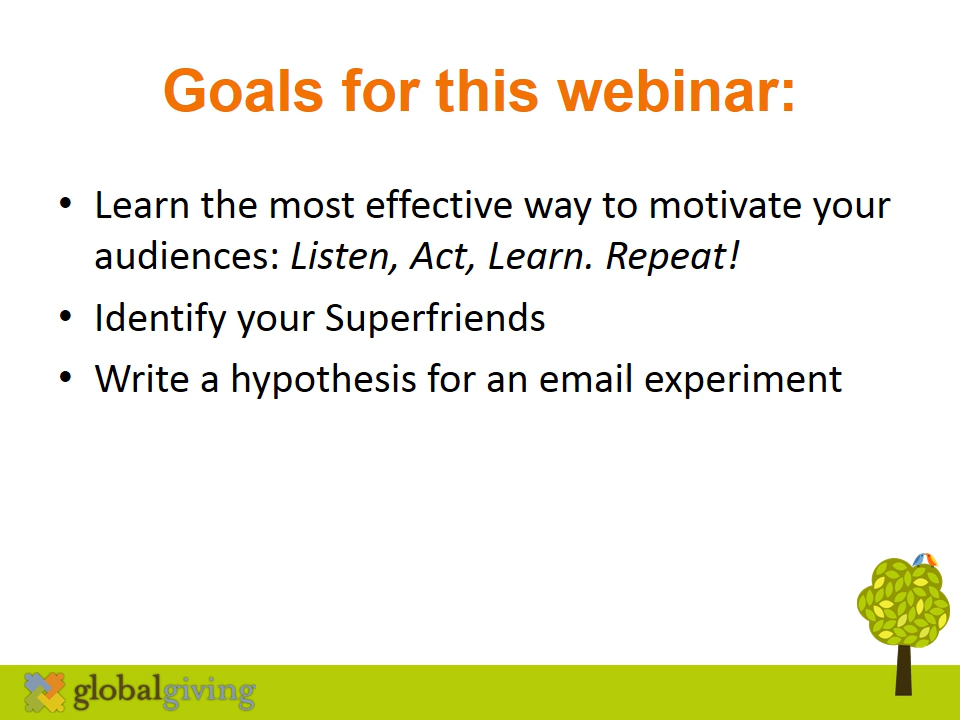 Goals for this webinar:
• Learn the most effective way to motivate your
audiences: Listen, Act, Learn. Repeat!
• Identify your Superfriends
• Write a hypothesis for an email experiment
globalgiving